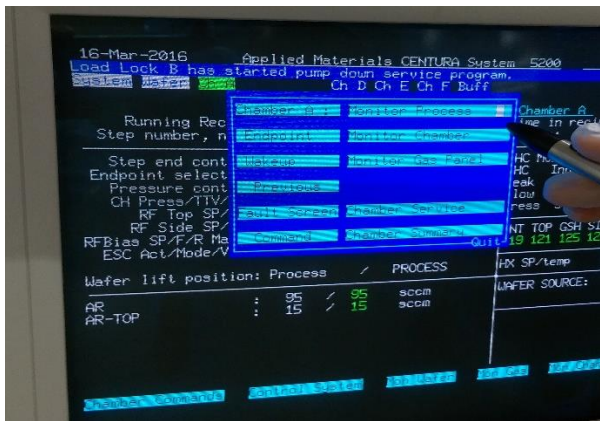 16-Mar-2016 Applied Materials CENTURA System 5200
Load Lock B has started pump down service program.
System Wafer
Ch D Ch E Ch F Buff
Chamber A : Monitor Process Chamber A
Running Rec
Endpoint Monitor Chamber
Step number, n
Step end cont Monitor Gas Panel
Endpoint select
Pressure cont Previous
CH Press/TTV/
RF Top SP/ Fault Screen Chamber Service
RF Side SP/
RFBias SP/F/R Ma Command Chamber Summary
Quit
NT TOP GSH
19 121 125
ESC Act/Mode/V
HX SP/temp
Wafer lift position: Process / PROCESS
WAFER SOURCE:
AR : 95 / 95 sccm
AR-TOP : 15 / 15 sccm
Chamber Commands Control System Mon Wafer Mon Gas